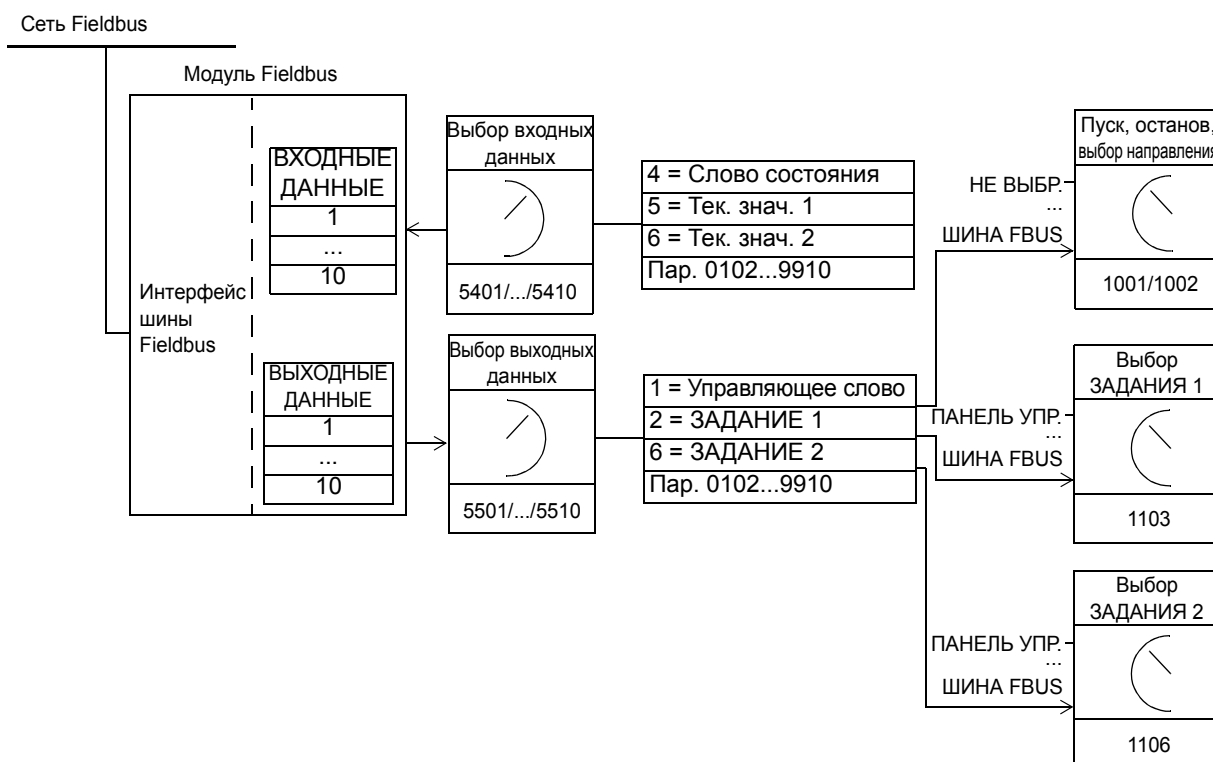 Сеть Fieldbus
Модуль Fieldbus
Интерфейс
шины
Fieldbus
ВХОДНЫЕ
ДАННЫЕ
1
...
10
ВЫХОДНЫЕ
ДАННЫЕ
1
...
10
Выбор входных
данных
5401/.../5410
Выбор выходных
данных
5501/.../5510
4 = Слово состояния
5 = Тек. знач. 1
6 = Тек. знач. 2
Пар. 0102...9910
1 = Управляющее слово
2 = ЗАДАНИЕ 1
6 = ЗАДАНИЕ 2
Пар. 0102...9910
Пуск, останов,
выбор направления
НЕ ВЫБР.
...
ШИНА FBUS
1001/1002
Выбор
ЗАДАНИЯ 1
ПАНЕЛЬ УПР.
...
ШИНА FBUS
1103
Выбор
ЗАДАНИЯ 2
ПАНЕЛЬ УПР.
...
ШИНА FBUS
1106